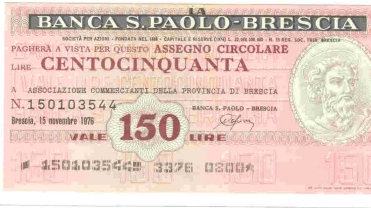 LA
BANCA S. PAOLO-BRESCIA
PAGHERÀ A VISTA PER QUESTO ASSEGNO CIRCOLARE
LIRE CENTOCINQUANTA
A ASSOCIAZIONE COMMERCIANTI DELLA PROVINCIA DI BRESCIA
N.150103544 BANCA S. PAOLO - BRESCIA
Brescia, 15 novembre 1976
VALE 150 LIRE
150103544 3376 0800